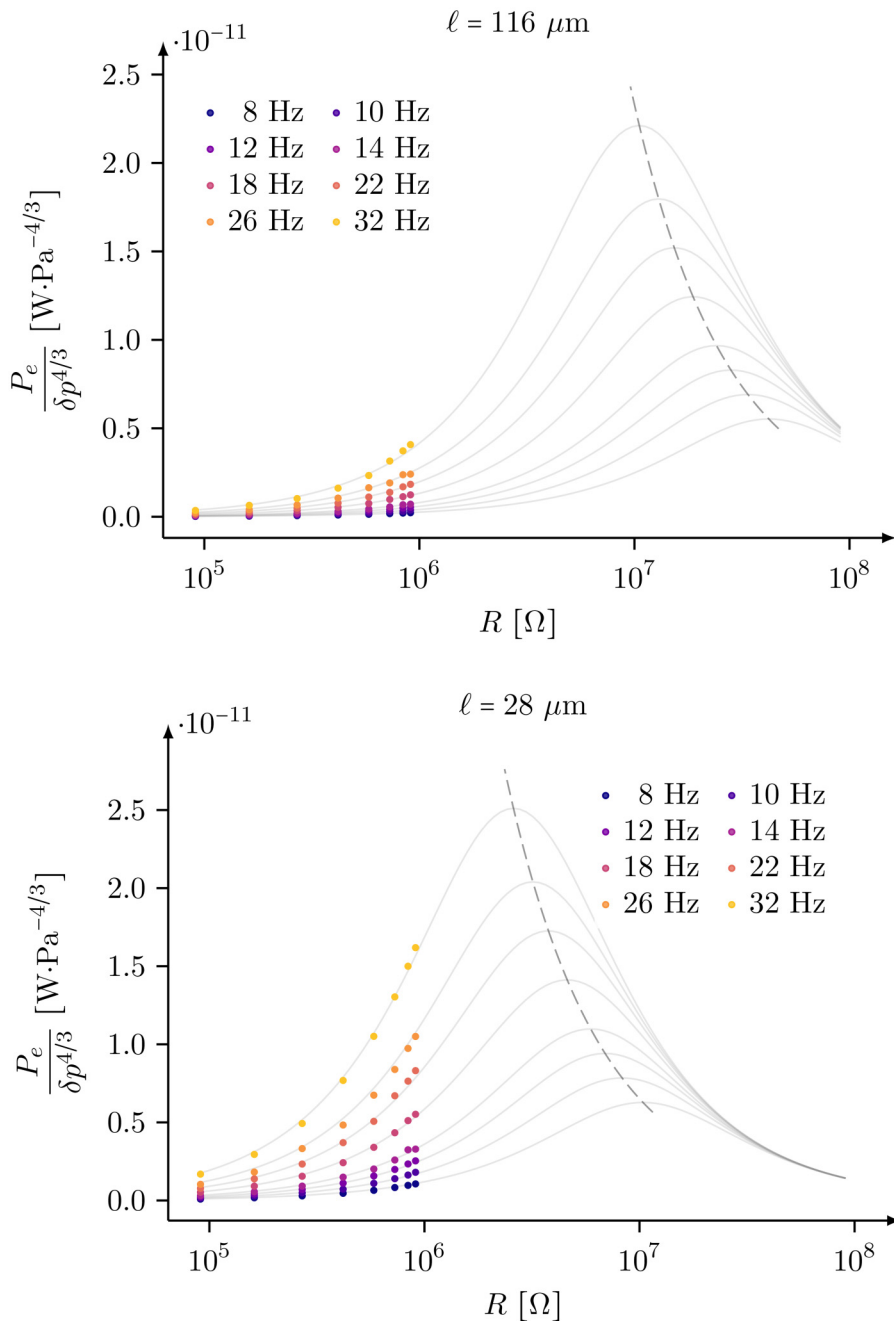 ℓ = 116 μm
·10⁻¹¹
2.5
2.0
1.5
1.0
0.5
0.0
8 Hz 10 Hz
12 Hz 14 Hz
18 Hz 22 Hz
26 Hz 32 Hz
P_e / δp^{4/3} [W·Pa^{−4/3}]
10⁵ 10⁶ 10⁷ 10⁸
R [Ω]
ℓ = 28 μm
·10⁻¹¹
2.5
2.0
1.5
1.0
0.5
0.0
8 Hz 10 Hz
12 Hz 14 Hz
18 Hz 22 Hz
26 Hz 32 Hz
P_e / δp^{4/3} [W·Pa^{−4/3}]
10⁵ 10⁶ 10⁷ 10⁸
R [Ω]